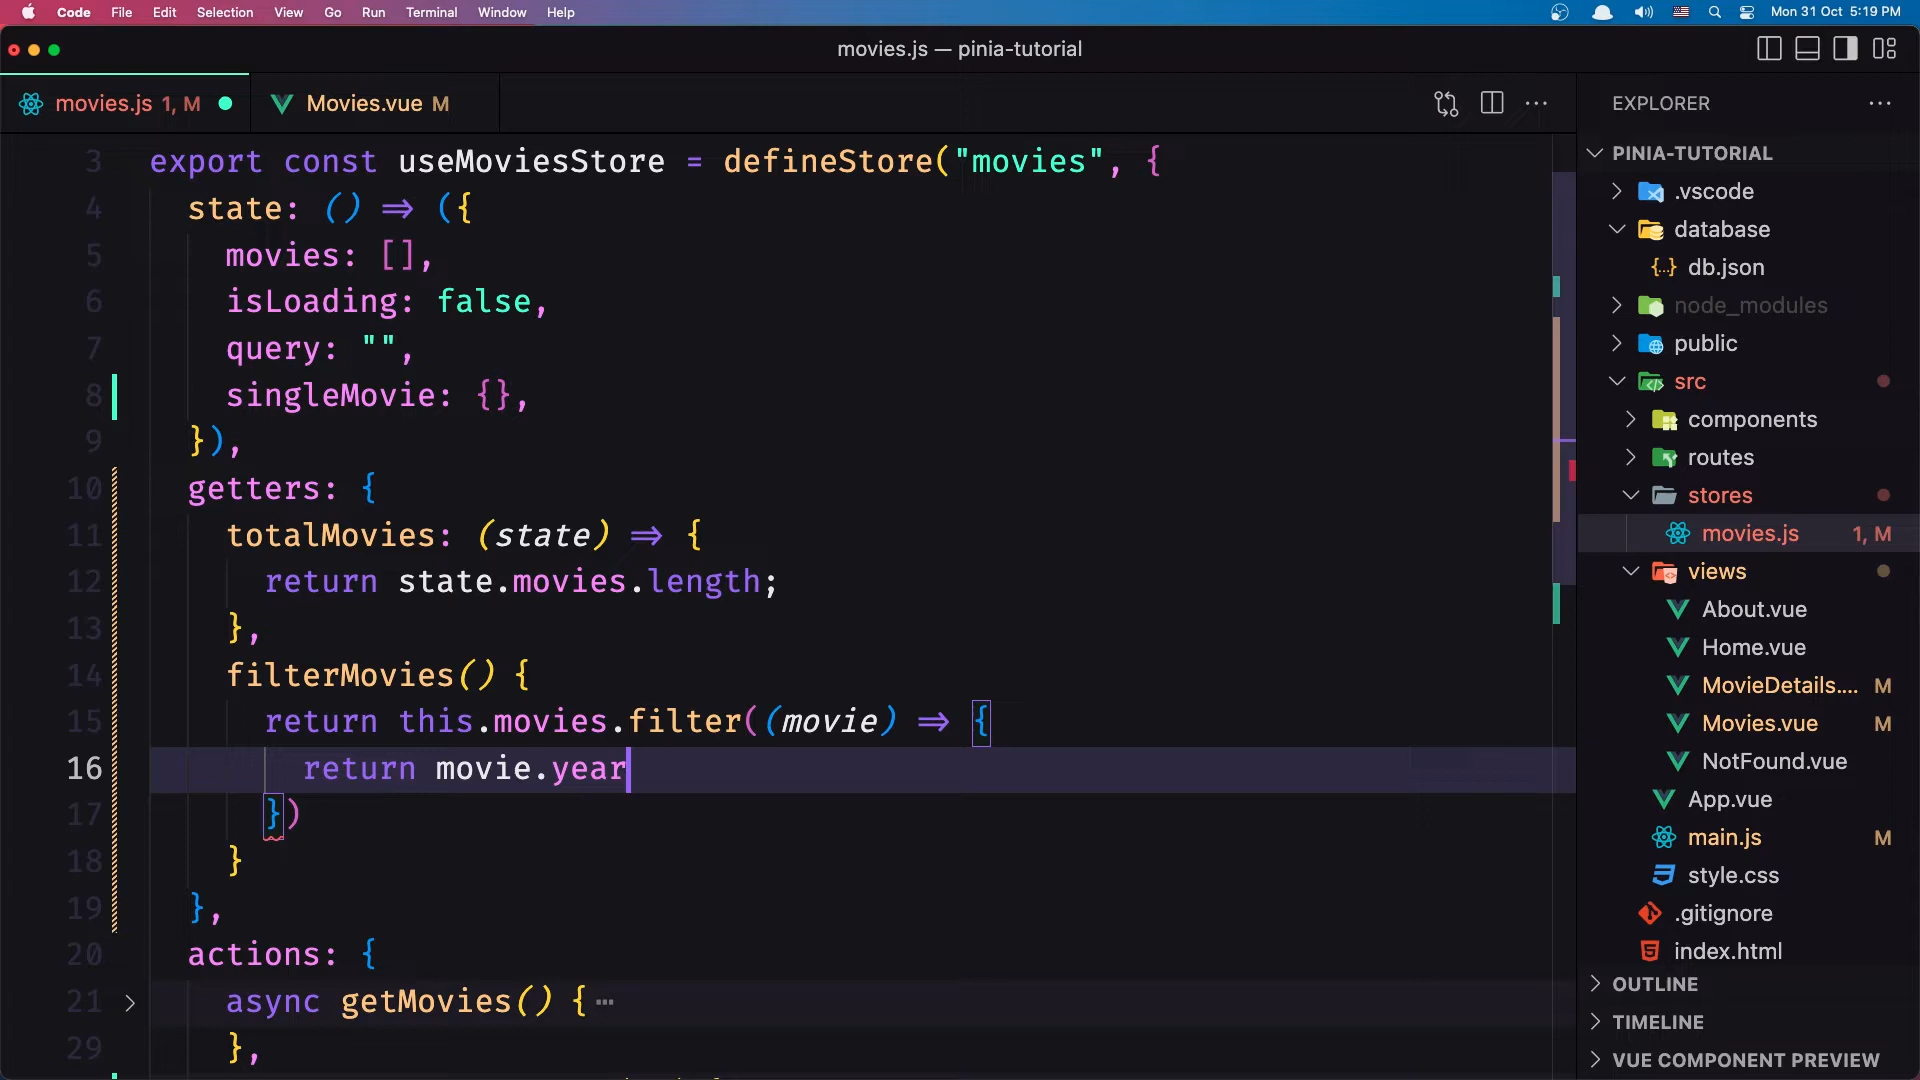 Code File Edit Selection View Go Run Terminal Window Help Mon 31 Oct 5:19 PM
movies.js — pinia-tutorial
movies.js 1, M Movies.vue M
EXPLORER
3 export const useMoviesStore = defineStore("movies", {
4 state: () => ({
5 movies: [],
6 isLoading: false,
7 query: "",
8 singleMovie: {},
9 }),
10 getters: {
11 totalMovies: (state) => {
12 return state.movies.length;
13 },
14 filterMovies() {
15 return this.movies.filter((movie) => {
16 return movie.year
17 })
18 }
19 },
20 actions: {
21 async getMovies() { ⋯
29 },
PINIA-TUTORIAL
.vscode
database
{..} db.json
node_modules
public
src
components
routes
stores
movies.js 1, M
views
About.vue
Home.vue
MovieDetails.... M
Movies.vue M
NotFound.vue
App.vue
main.js M
style.css
.gitignore
index.html
OUTLINE
TIMELINE
VUE COMPONENT PREVIEW